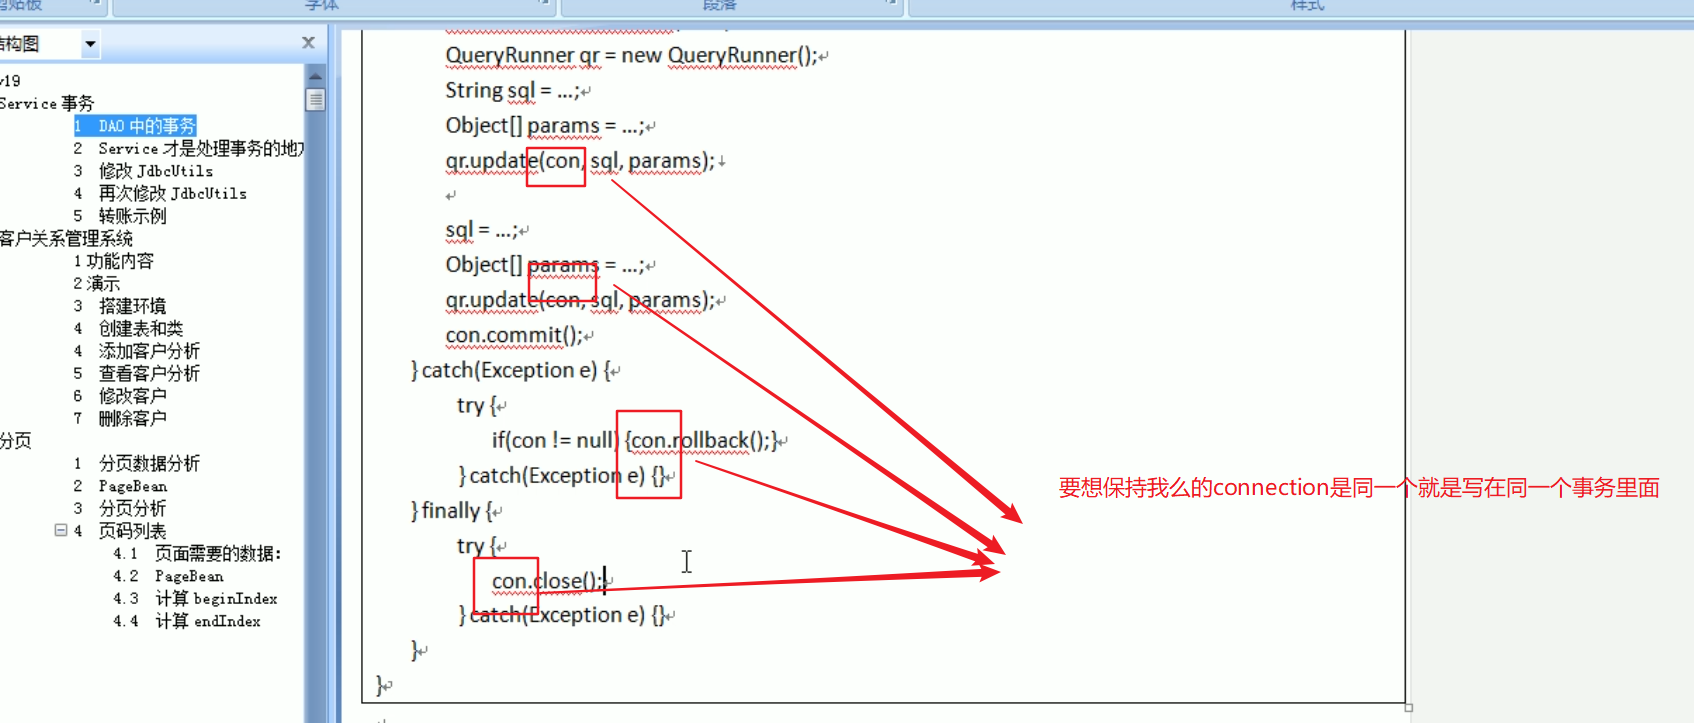 剪贴板
字体
段落
样式
结构图
v19
Service 事务
1 DAO 中的事务
2 Service 才是处理事务的地方
3 修改 JdbcUtils
4 再次修改 JdbcUtils
5 转账示例
客户关系管理系统
1 功能内容
2 演示
3 搭建环境
4 创建表和类
4 添加客户分析
5 查看客户分析
6 修改客户
7 删除客户
分页
1 分页数据分析
2 PageBean
3 分页分析
4 页码列表
4.1 页面需要的数据：
4.2 PageBean
4.3 计算 beginIndex
4.4 计算 endIndex
QueryRunner qr = new QueryRunner();
String sql = ...;
Object[] params = ...;
qr.update(con, sql, params);
sql = ...;
Object[] params = ...;
qr.update(con, sql, params);
con.commit();
} catch(Exception e) {
try {
if(con != null) {con.rollback();}
} catch(Exception e) {}
} finally {
try {
con.close();
} catch(Exception e) {}
}
}
要想保持我么的connection是同一个就是写在同一个事务里面